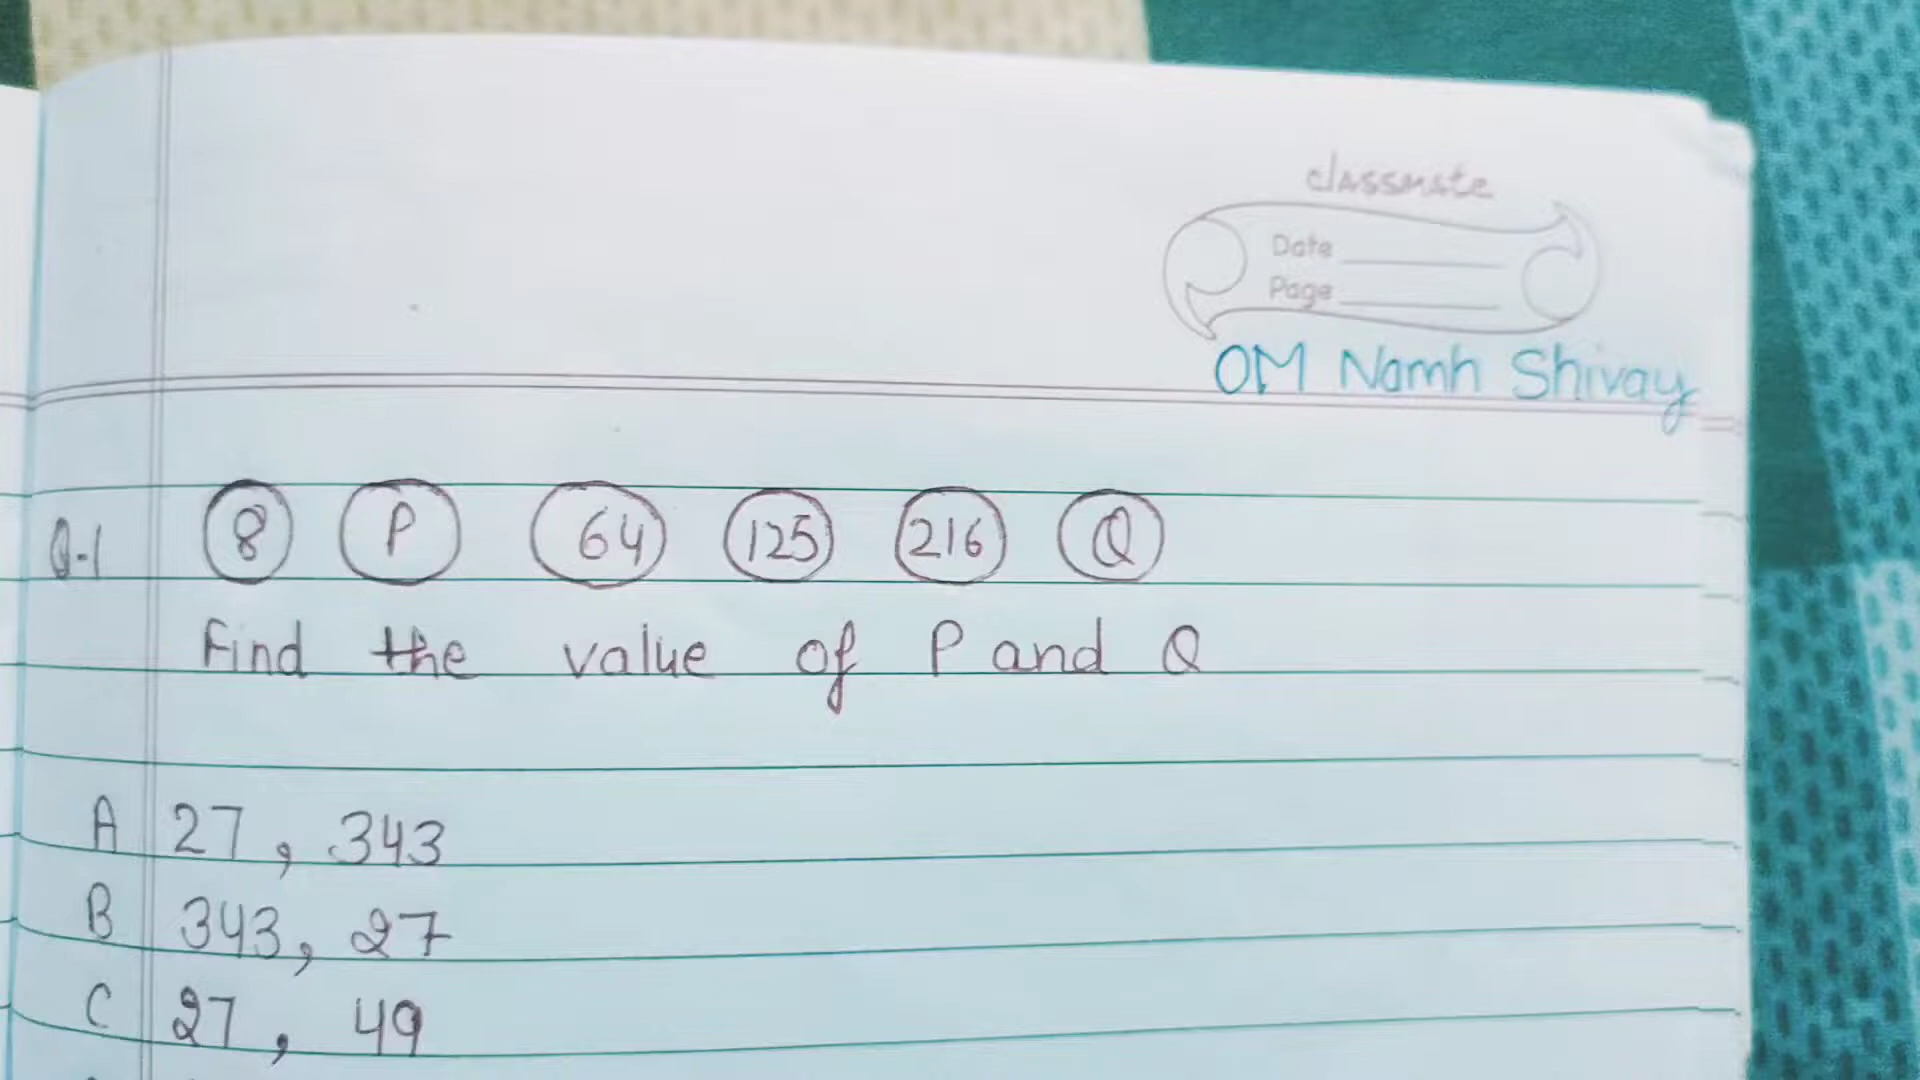 classmate
Date
Page
OM Namh Shivay
Q-1 8 P 64 125 216 Q
Find the value of P and Q
A 27, 343
B 343, 27
C 27, 49